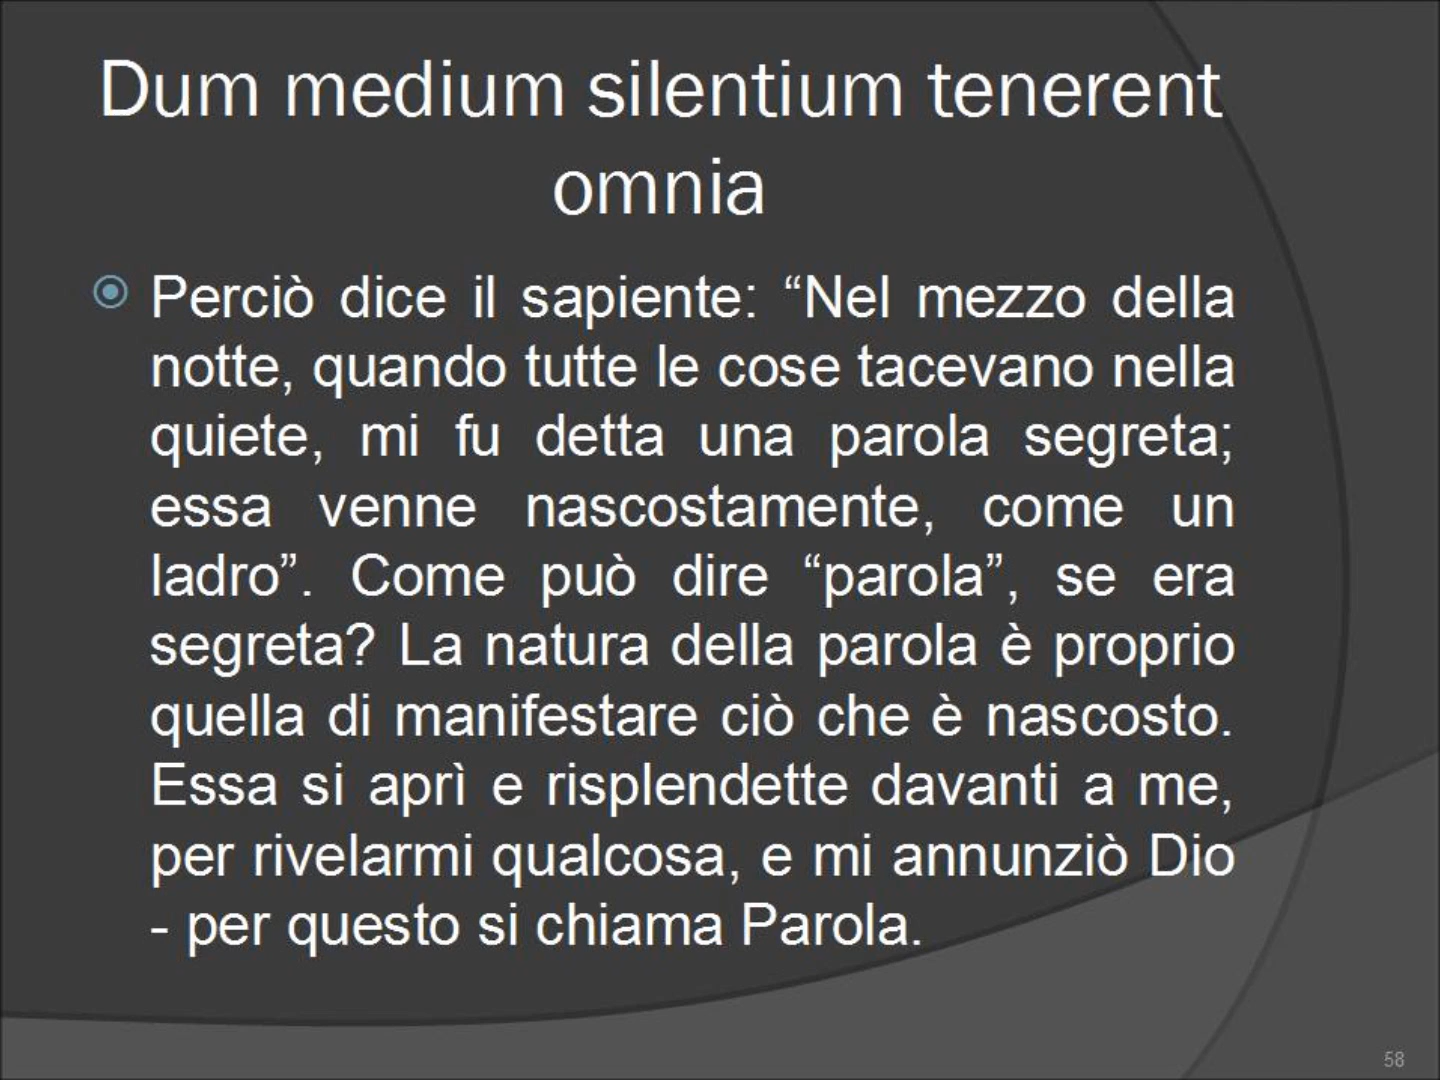 Dum medium silentium tenerent
omnia
Perciò dice il sapiente: “Nel mezzo della
notte, quando tutte le cose tacevano nella
quiete, mi fu detta una parola segreta;
essa venne nascostamente, come un
ladro”. Come può dire “parola”, se era
segreta? La natura della parola è proprio
quella di manifestare ciò che è nascosto.
Essa si aprì e risplendette davanti a me,
per rivelarmi qualcosa, e mi annunziò Dio
- per questo si chiama Parola.
58